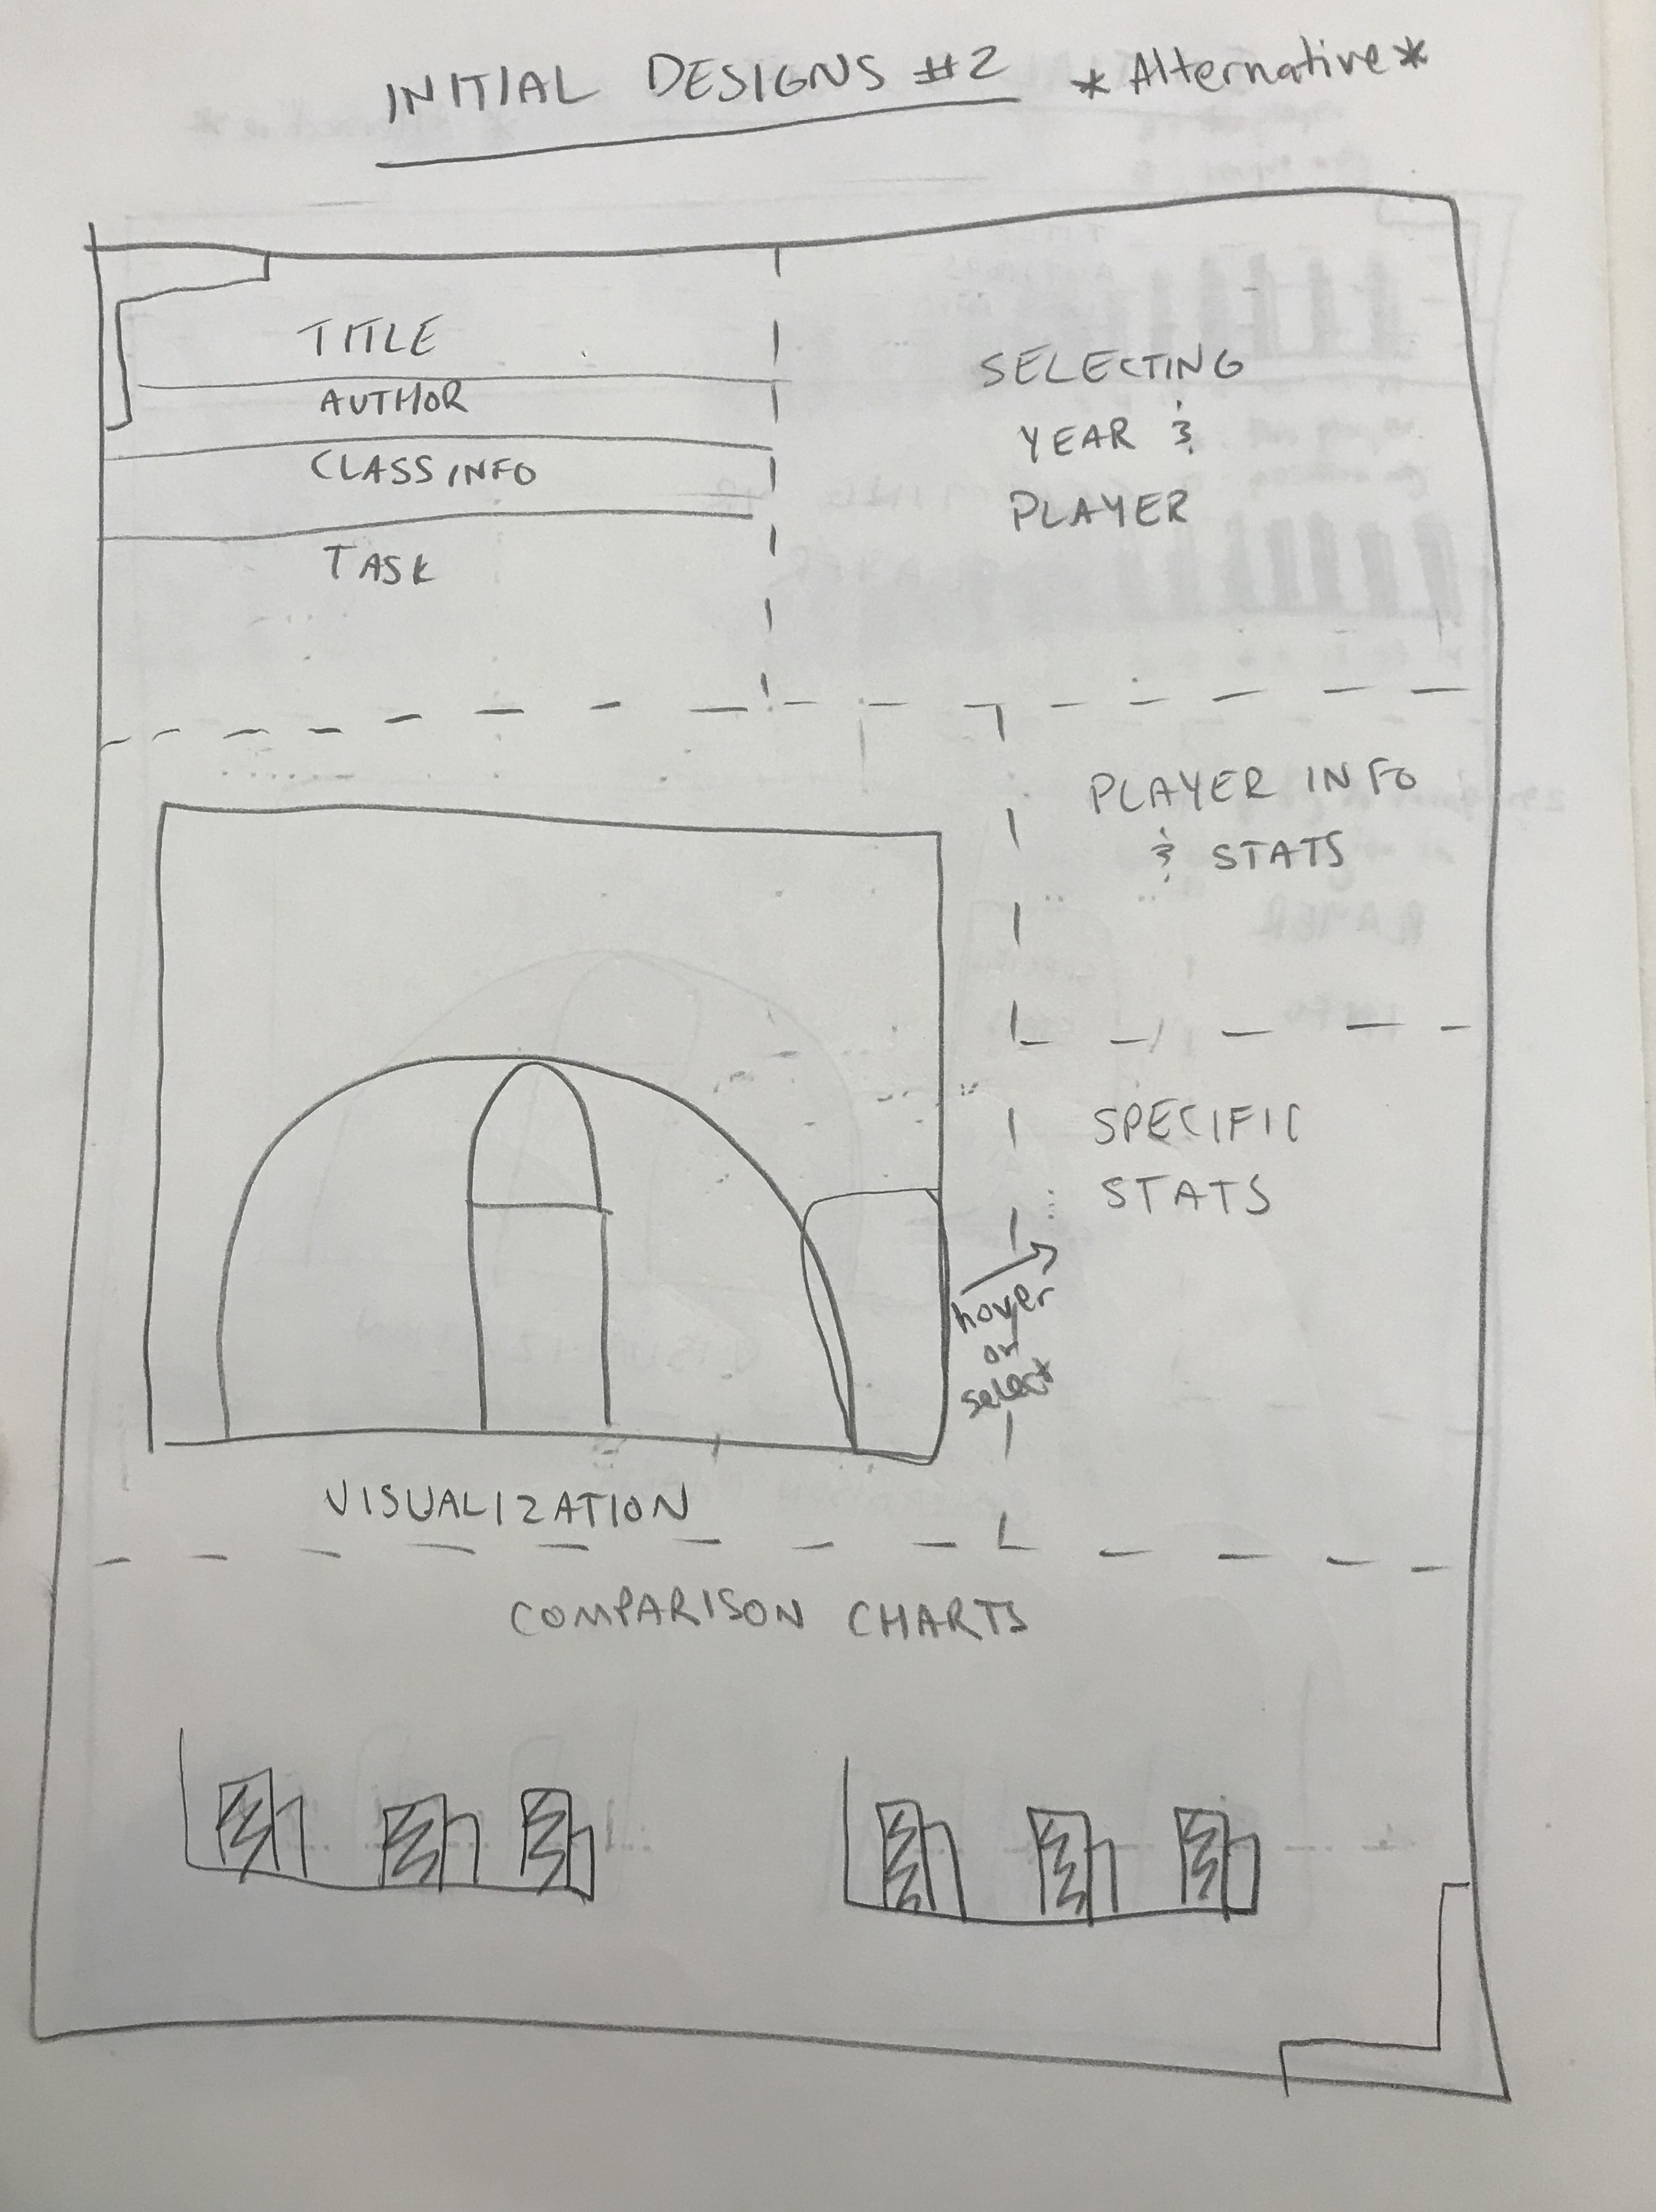 INITIAL DESIGNS #2 *Alternative*
TITLE
AUTHOR
CLASS INFO
TASK
SELECTING
YEAR &
PLAYER
PLAYER INFO
& STATS
SPECIFIC
STATS
hover
or
select
VISUALIZATION
COMPARISON CHARTS